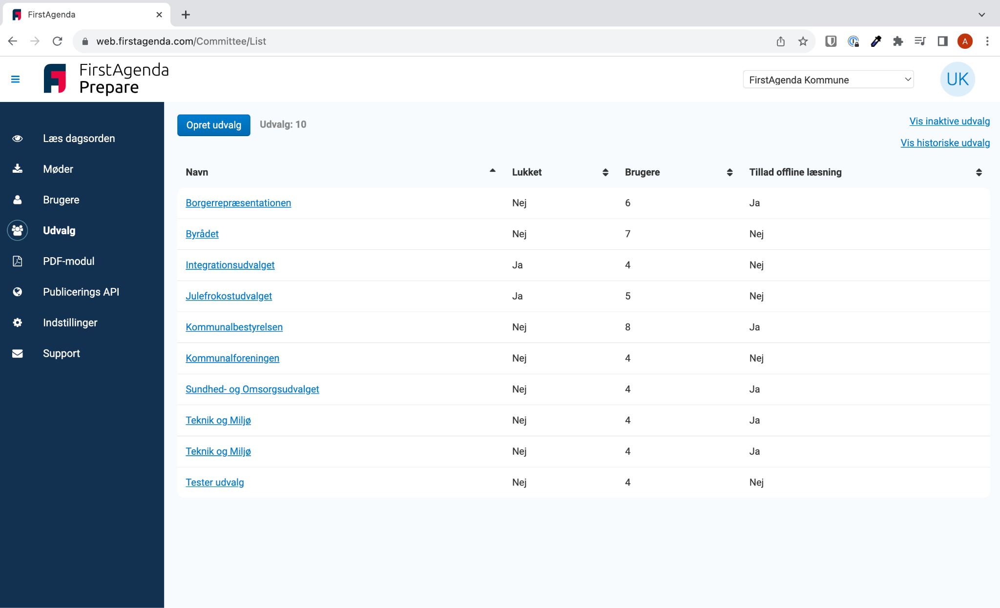 FirstAgenda
web.firstagenda.com/Committee/List
A
FirstAgenda
Prepare
FirstAgenda Kommune
UK
Læs dagsorden
Møder
Brugere
Udvalg
PDF-modul
Publicerings API
Indstillinger
Support
Opret udvalg
Udvalg: 10
Vis inaktive udvalg
Vis historiske udvalg
Navn Lukket Brugere Tillad offline læsning
Borgerrepræsentationen Nej 6 Ja
Byrådet Nej 7 Nej
Integrationsudvalget Ja 4 Nej
Julefrokostudvalget Ja 5 Nej
Kommunalbestyrelsen Nej 8 Ja
Kommunalforeningen Nej 4 Nej
Sundhed- og Omsorgsudvalget Nej 4 Ja
Teknik og Miljø Nej 4 Ja
Teknik og Miljø Nej 4 Ja
Tester udvalg Nej 4 Nej